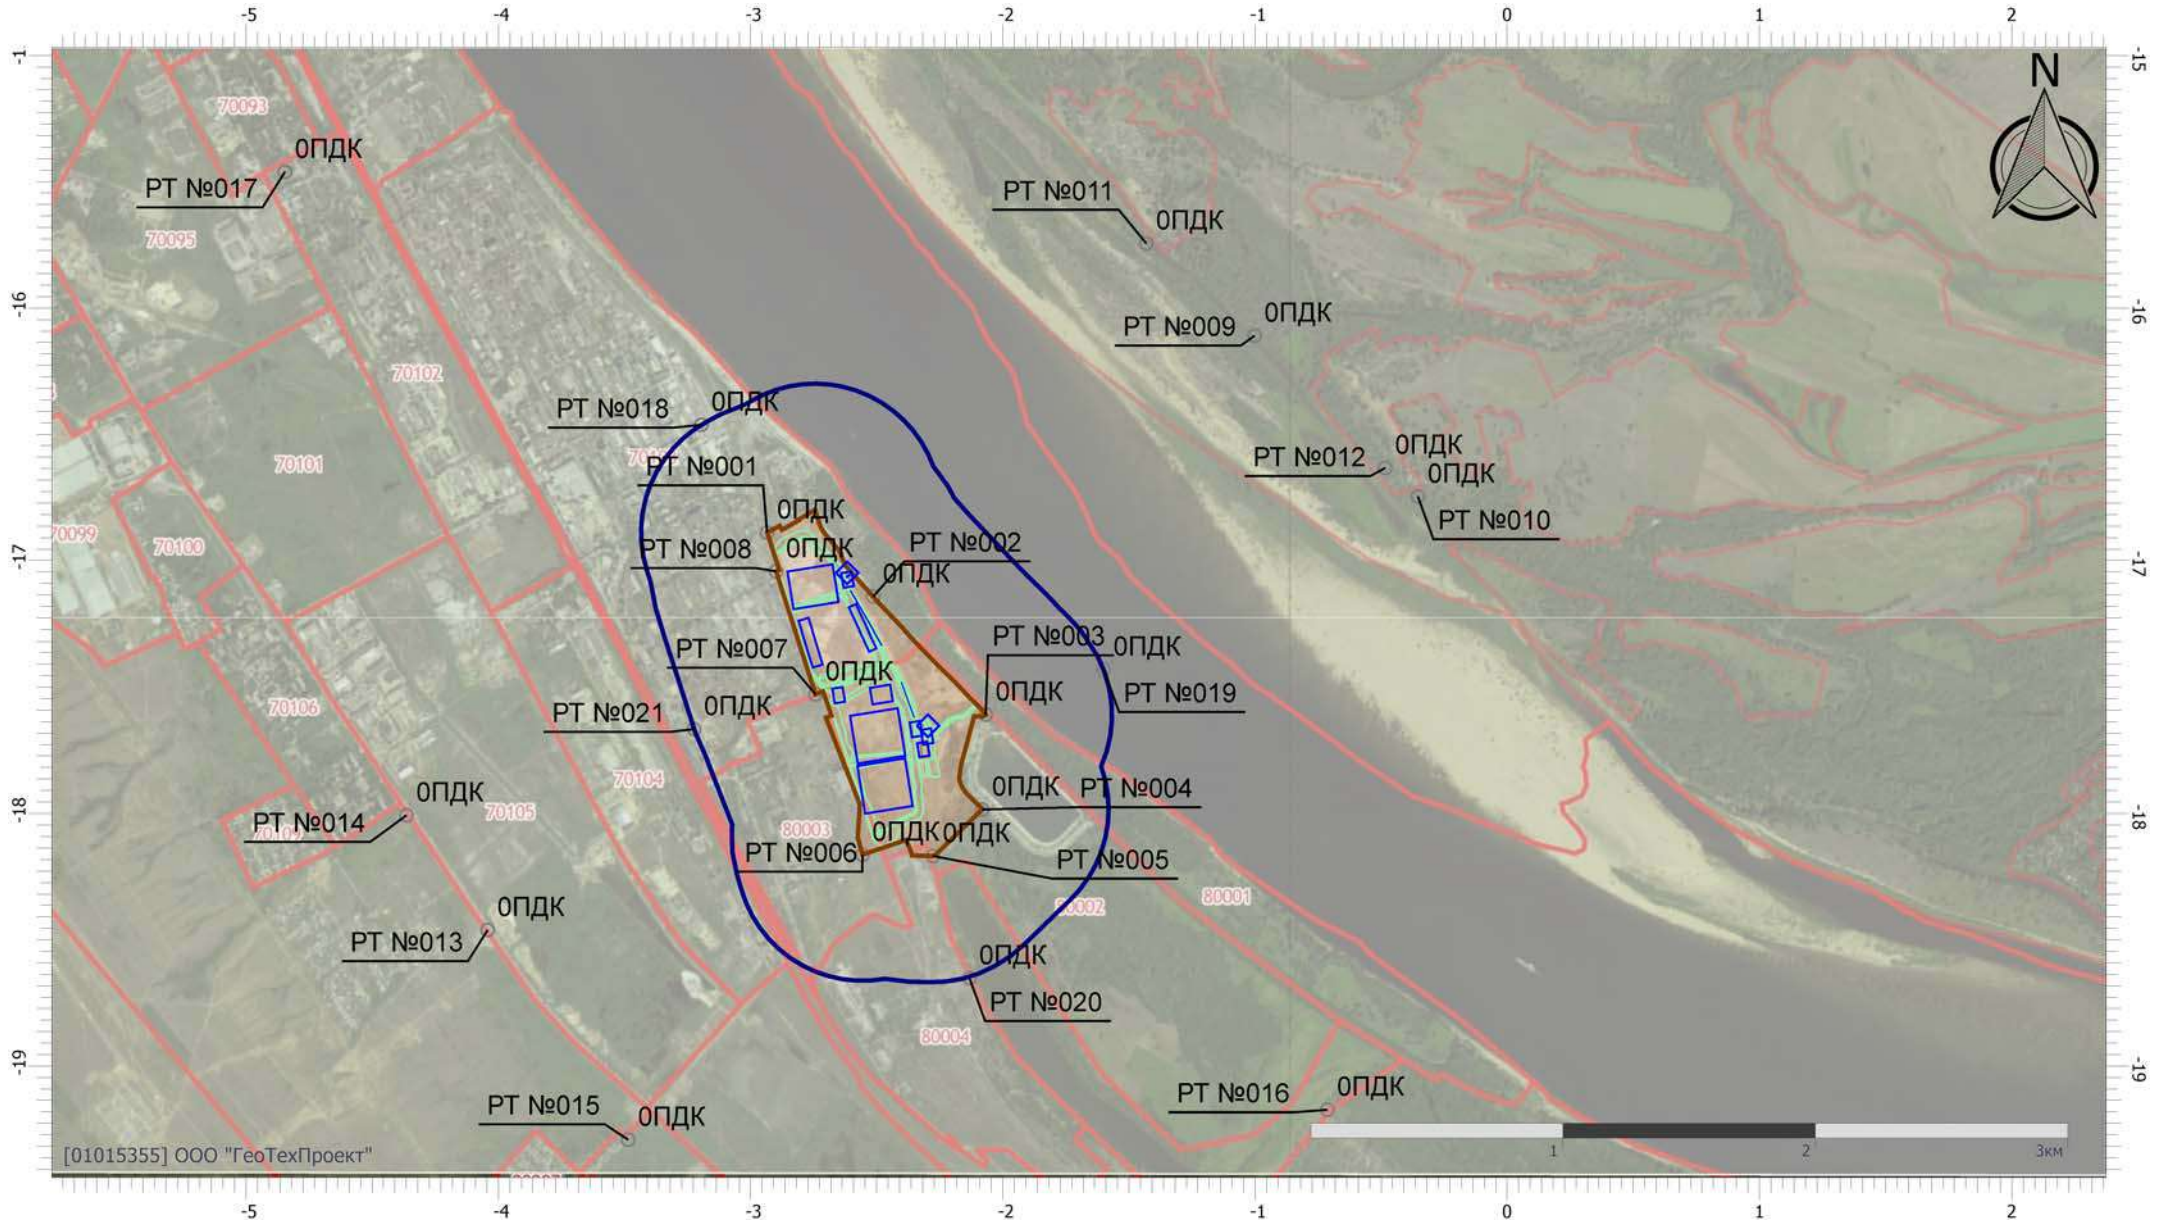 -5 -4 -3 -2 -1 0 1 2
-1
-15
N
70093
0ПДК
РТ №017
70095
РТ №011
0ПДК
-16
-16
0ПДК
РТ №009
70102
РТ №018
0ПДК
0ПДК
РТ №012
70101
РТ №001
0ПДК
0ПДК
РТ №010
70099
70100
-17
РТ №008
0ПДК
РТ №002
0ПДК
-17
РТ №003
0ПДК
РТ №007
0ПДК
0ПДК
РТ №019
70106
РТ №021
0ПДК
70104
0ПДК
70105
0ПДК
РТ №004
-18
-18
РТ №014
80003
0ПДК
0ПДК
РТ №006
РТ №005
80001
80002
0ПДК
РТ №013
0ПДК
РТ №020
80004
-19
-19
РТ №016
0ПДК
РТ №015
0ПДК
[01015355] ООО "ГеоТехПроект"
1 2 3км
-5 -4 -3 -2 -1 0 1 2